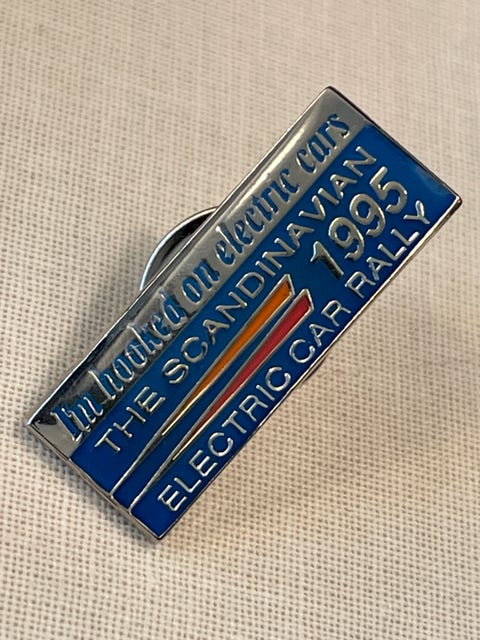 I'm hooked on electric cars
THE SCANDINAVIAN
1995
ELECTRIC CAR RALLY